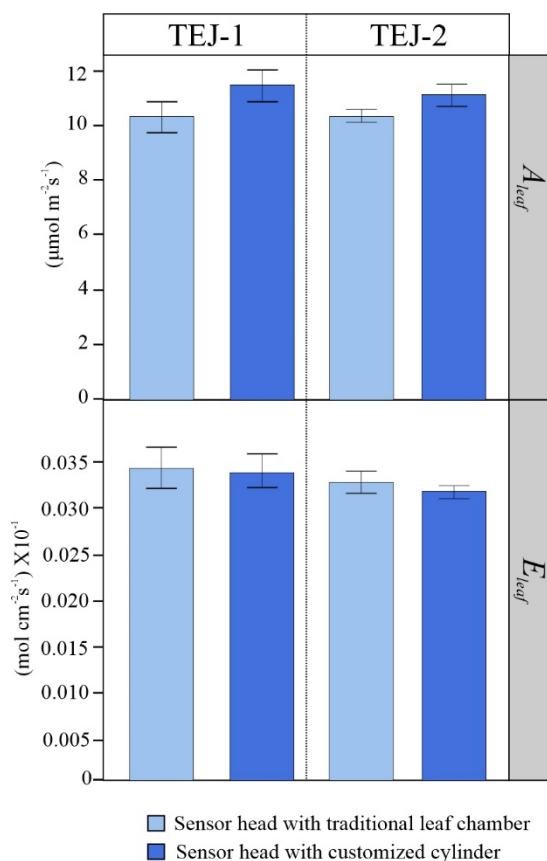 TEJ-1 TEJ-2
12
10
8
6
4
2
0
(µmol m⁻²s⁻¹)
A_leaf
0.035
0.030
0.025
0.020
0.015
0.010
0.005
0
(mol cm⁻²s⁻¹) X10⁻¹
E_leaf
Sensor head with traditional leaf chamber
Sensor head with customized cylinder